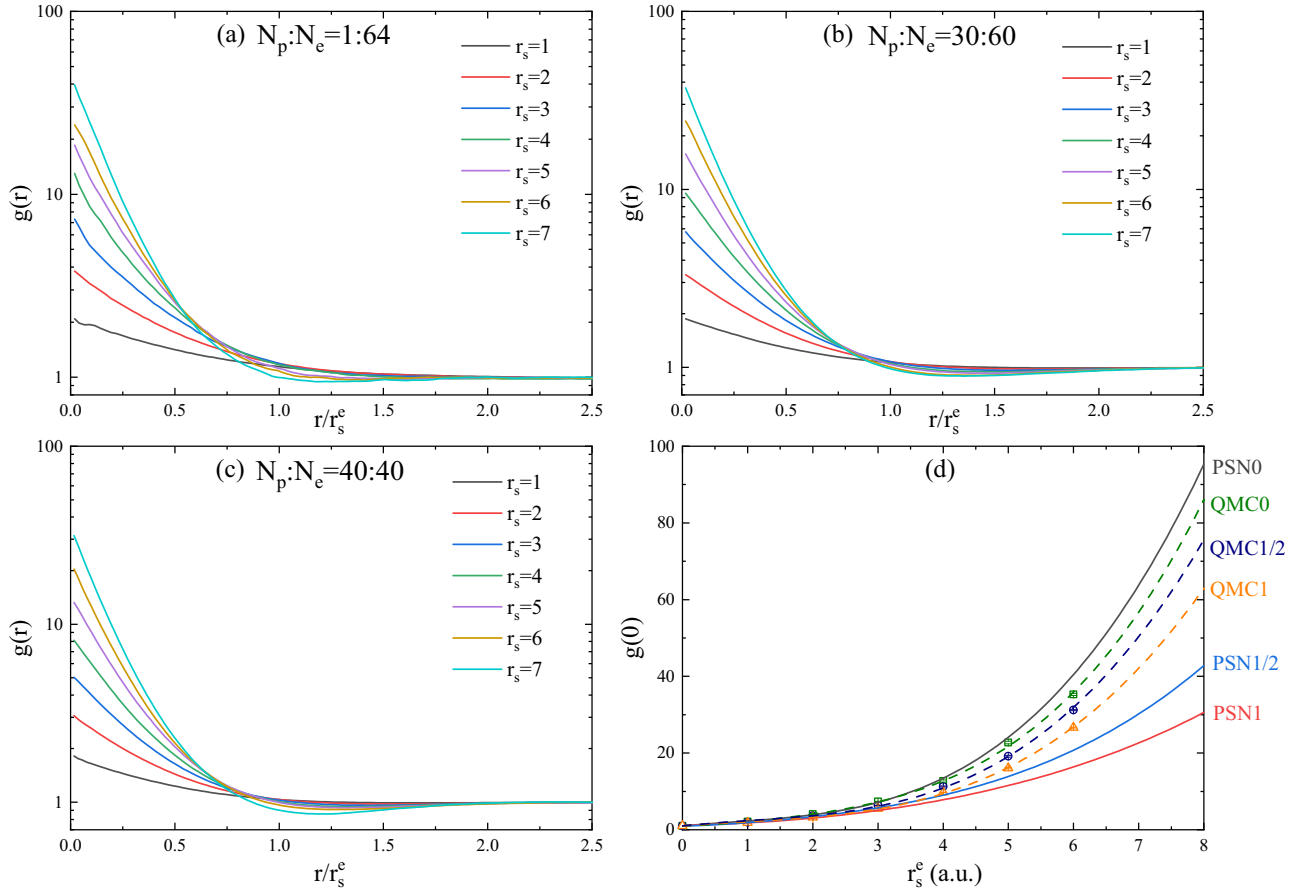 (a) N_p:N_e=1:64
r_s=1
r_s=2
r_s=3
r_s=4
r_s=5
r_s=6
r_s=7
g(r)
100
10
1
0.0 0.5 1.0 1.5 2.0 2.5
r/r_s^e
(b) N_p:N_e=30:60
r_s=1
r_s=2
r_s=3
r_s=4
r_s=5
r_s=6
r_s=7
g(r)
100
10
1
0.0 0.5 1.0 1.5 2.0 2.5
r/r_s^e
(c) N_p:N_e=40:40
r_s=1
r_s=2
r_s=3
r_s=4
r_s=5
r_s=6
r_s=7
g(r)
100
10
1
0.0 0.5 1.0 1.5 2.0 2.5
r/r_s^e
(d)
PSN0
QMC0
QMC1/2
QMC1
PSN1/2
PSN1
g(0)
100
80
60
40
20
0
0 1 2 3 4 5 6 7 8
r_s^e (a.u.)